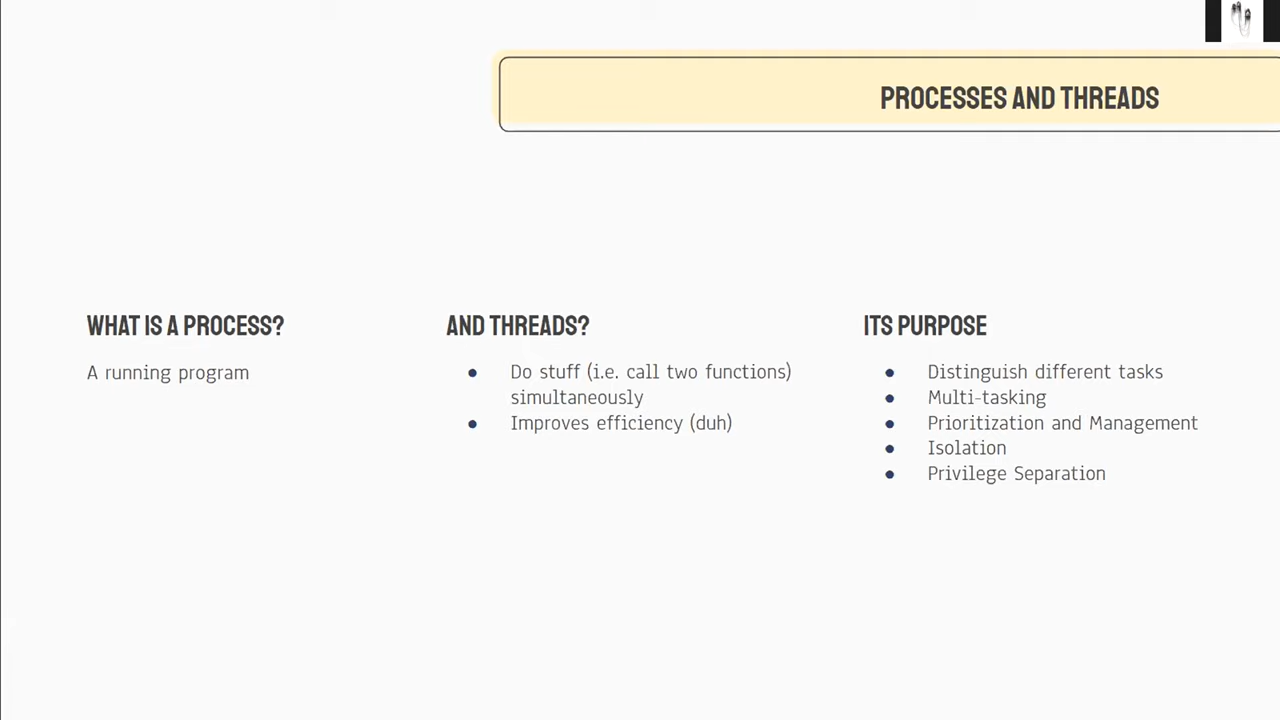 PROCESSES AND THREADS
WHAT IS A PROCESS?
A running program
AND THREADS?
Do stuff (i.e. call two functions)
simultaneously
Improves efficiency (duh)
ITS PURPOSE
Distinguish different tasks
Multi-tasking
Prioritization and Management
Isolation
Privilege Separation